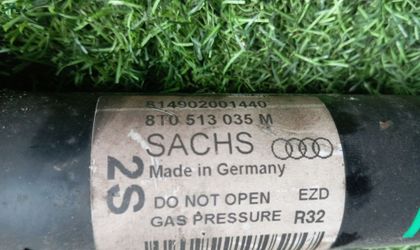 814902001440
8T0 513 035 M
SACHS
Made in Germany
2S
DO NOT OPEN EZD
GAS PRESSURE R32